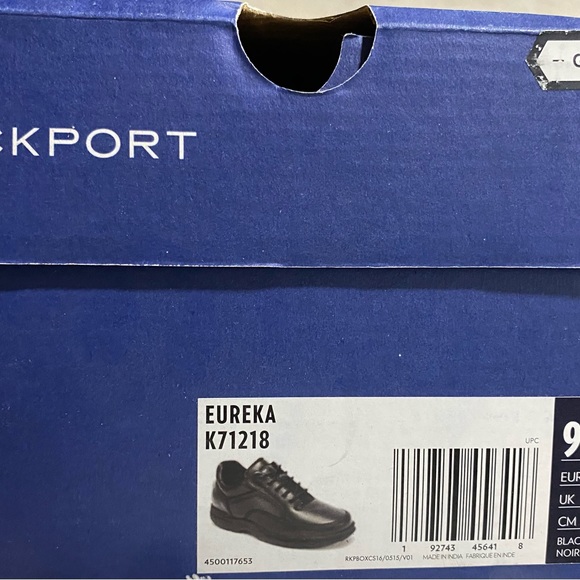 CKPORT
EUREKA
K71218
UPC
9
EUR
UK
CM
BLAC
NOIR
1 92743 45641 8
4500117653
RKPBOXCS16/0515/V01
MADE IN INDIA FABRIQUE EN INDE